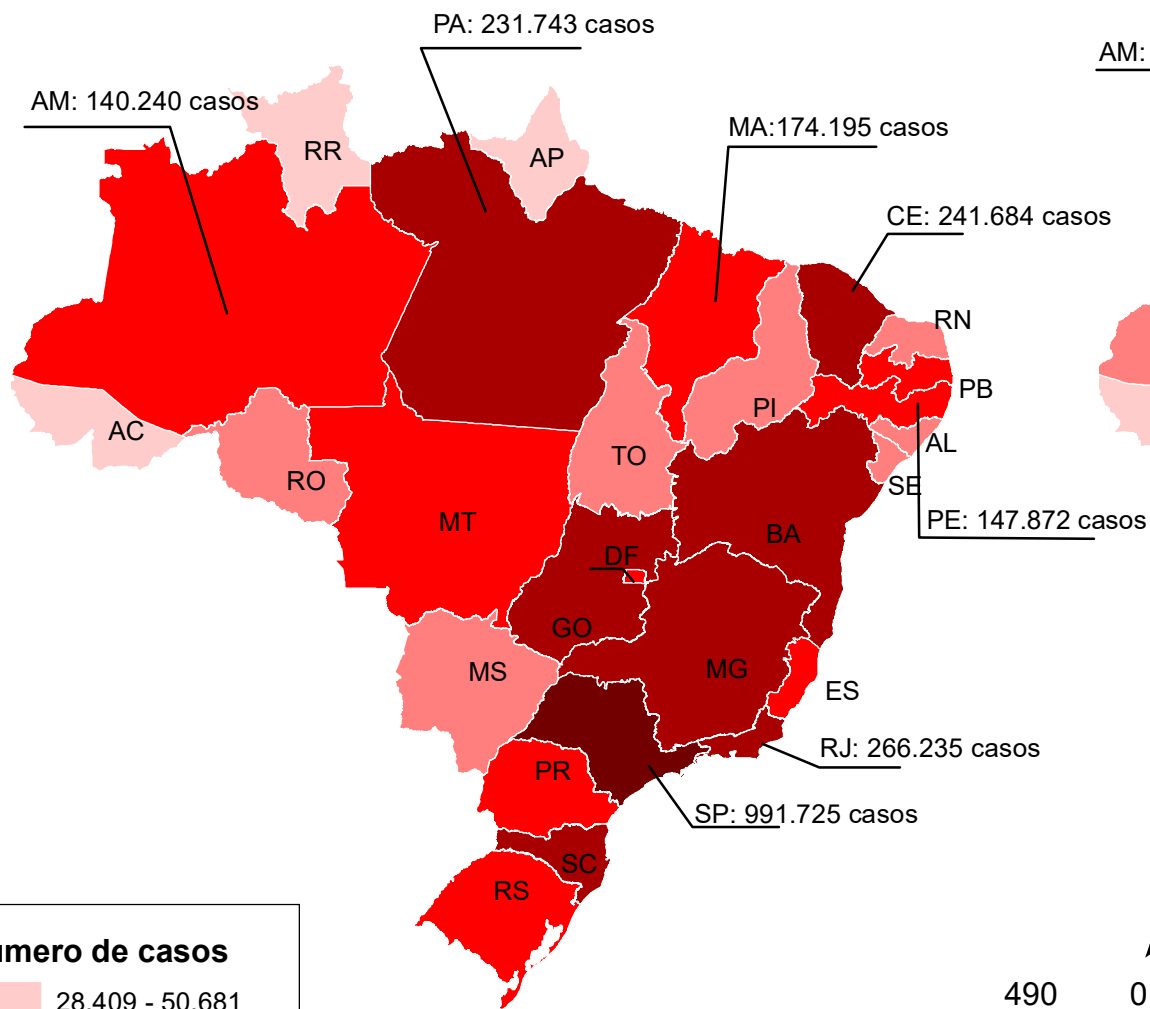 PA: 231.743 casos
AM:
AM: 140.240 casos
MA:174.195 casos
RR
AP
CE: 241.684 casos
RN
PB
PI
AC
AL
TO
RO
SE
MT
PE: 147.872 casos
BA
DF
GO
MG
MS
ES
RJ: 266.235 casos
PR
SP: 991.725 casos
SC
RS
úmero de casos
28.409 - 50.681
490
0